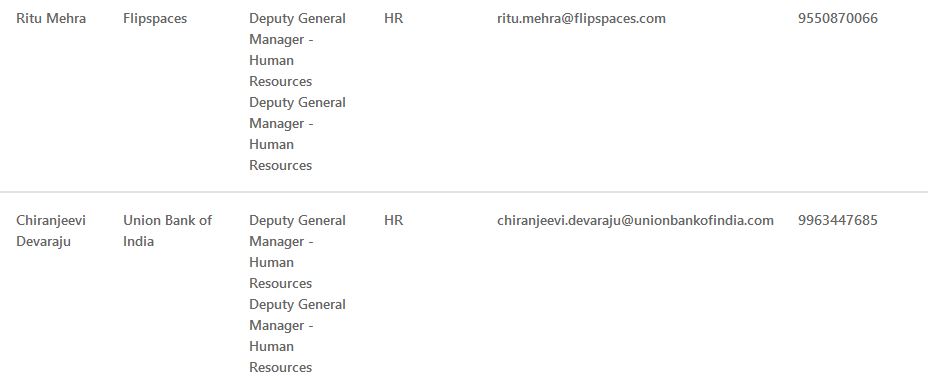 Ritu Mehra Flipspaces Deputy General HR ritu.mehra@flipspaces.com 9550870066
Manager -
Human
Resources
Deputy General
Manager -
Human
Resources
Chiranjeevi Union Bank of Deputy General HR chiranjeevi.devaraju@unionbankofindia.com 9963447685
Devaraju India Manager -
Human
Resources
Deputy General
Manager -
Human
Resources